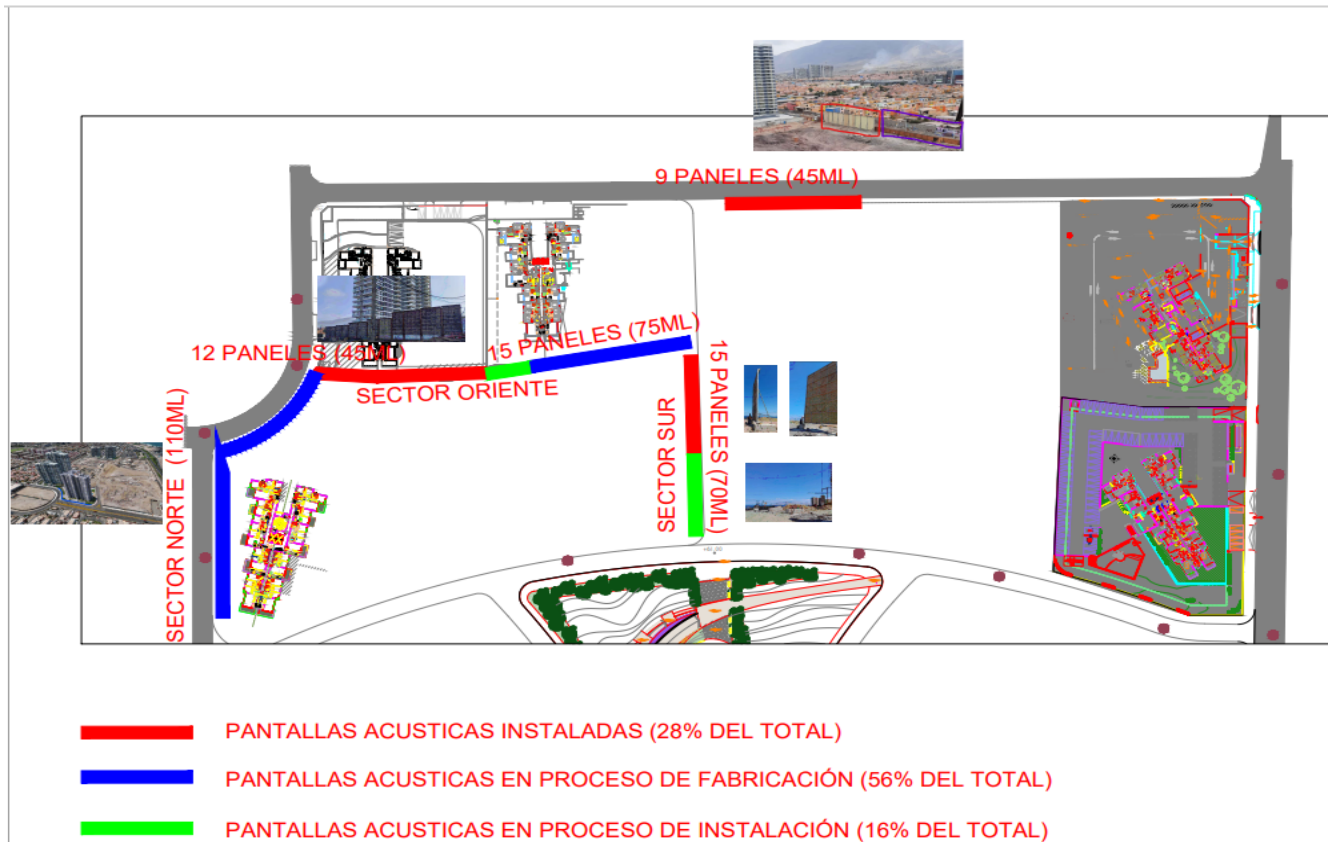 9 PANELES (45ML)
12 PANELES (45ML)
15 PANELES (75ML)
SECTOR ORIENTE
SECTOR NORTE (110ML)
SECTOR SUR
15 PANELES (70ML)
PANTALLAS ACUSTICAS INSTALADAS (28% DEL TOTAL)
PANTALLAS ACUSTICAS EN PROCESO DE FABRICACIÓN (56% DEL TOTAL)
PANTALLAS ACUSTICAS EN PROCESO DE INSTALACIÓN (16% DEL TOTAL)